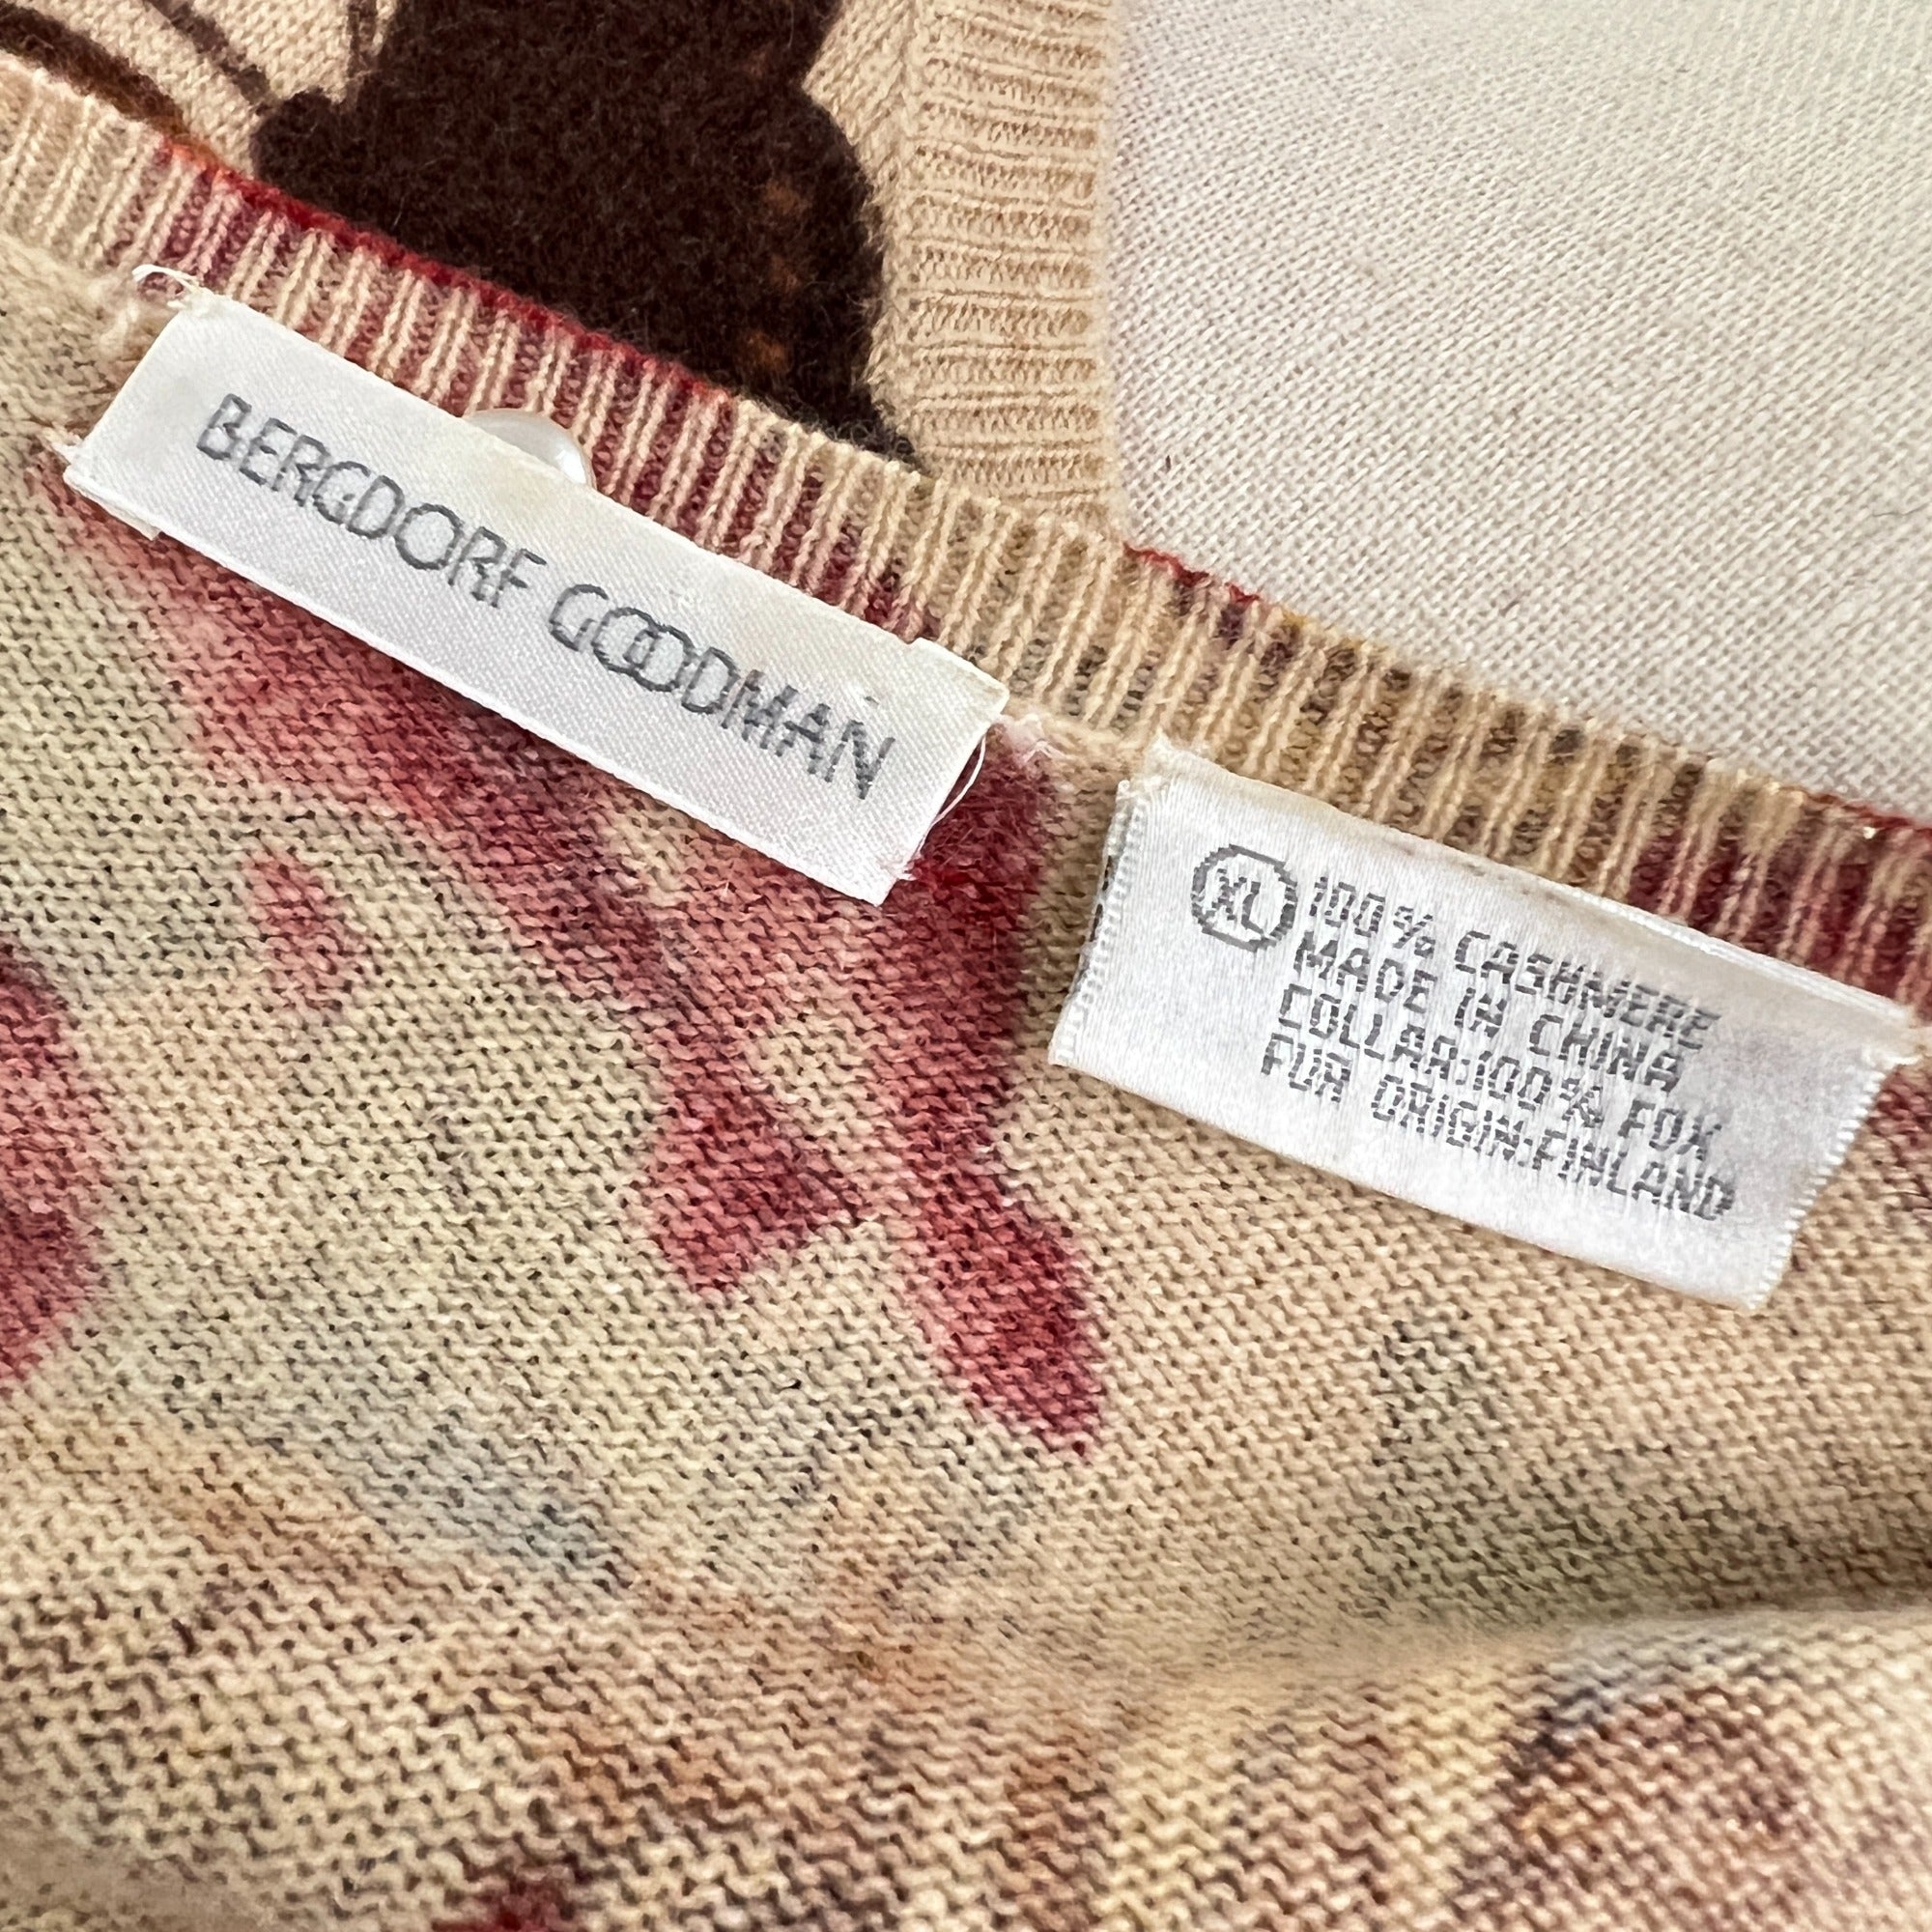 BERGDORF GOODMAN
XL 100% CASHMERE
MADE IN CHINA
COLLAR:100% FOX
FUR ORIGIN:FINLAND